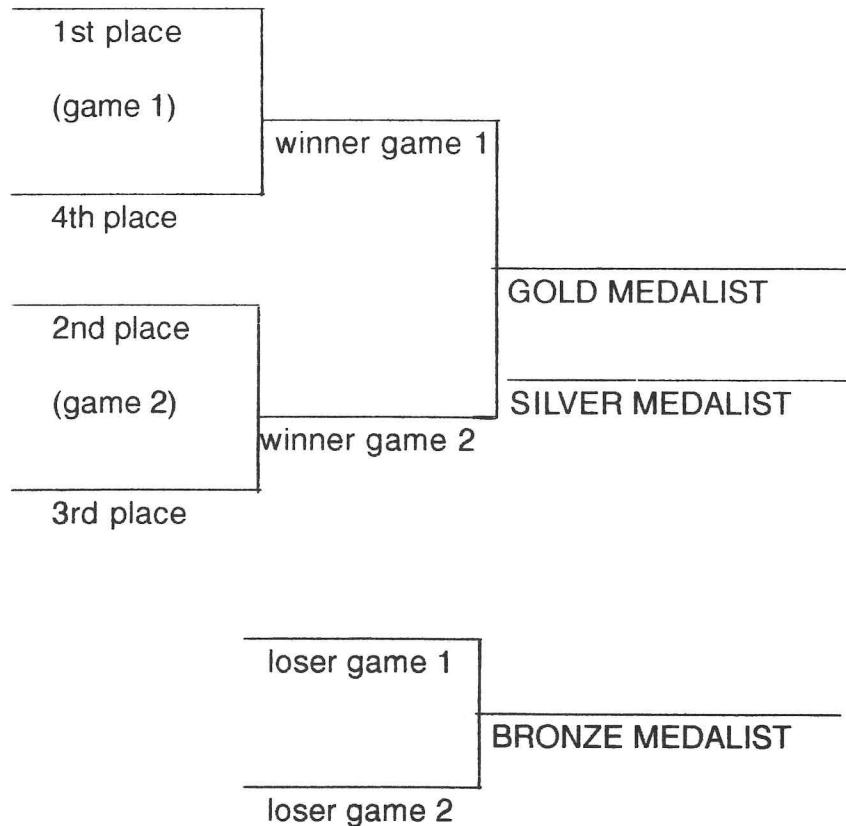 1st place
(game 1)
winner game 1
4th place
GOLD MEDALIST
2nd place
(game 2)
SILVER MEDALIST
winner game 2
3rd place
loser game 1
BRONZE MEDALIST
loser game 2